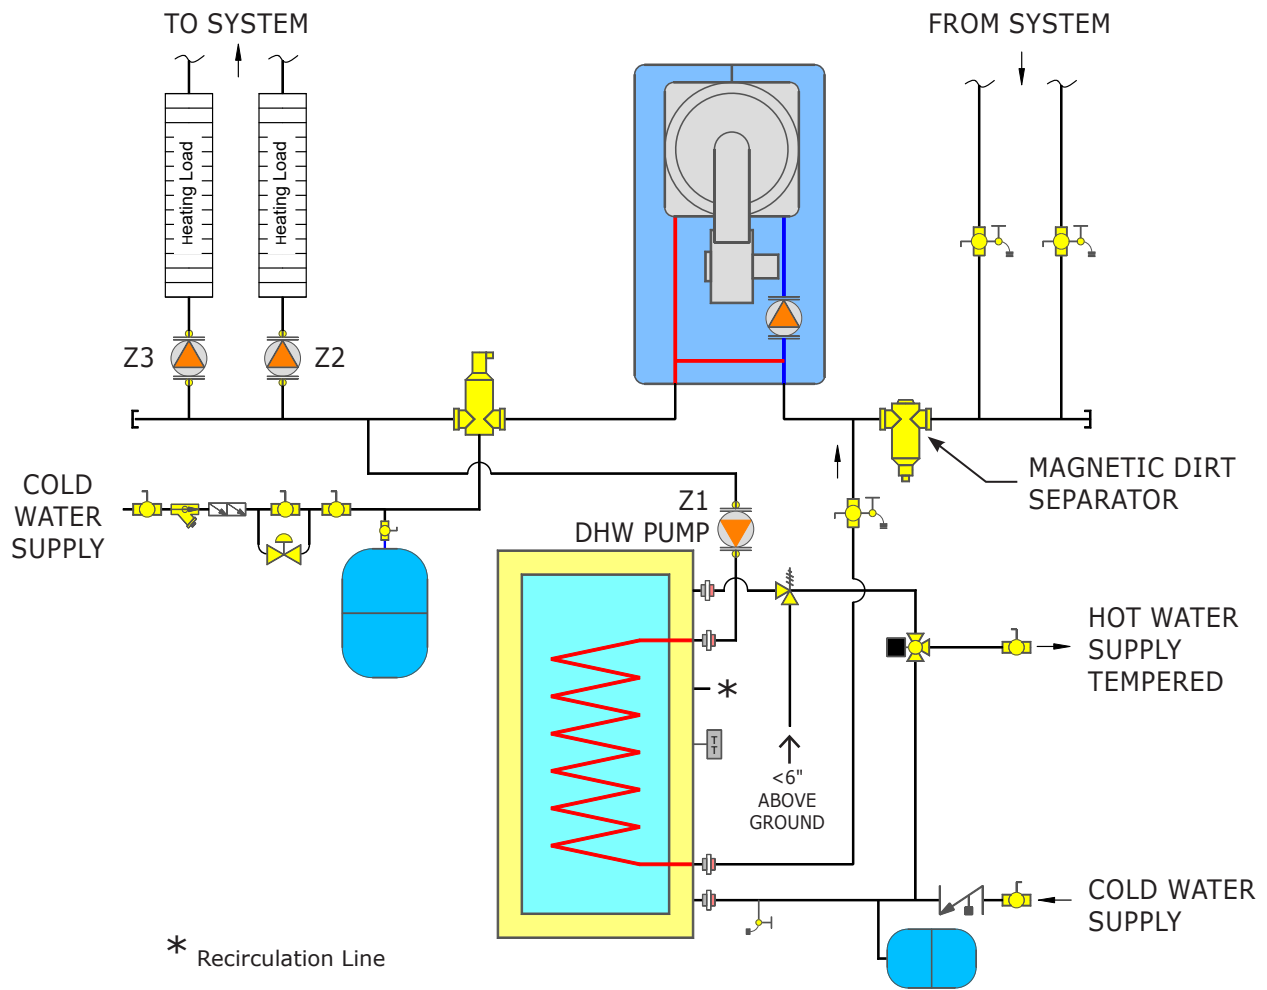 TO SYSTEM
FROM SYSTEM
Heating Load
Heating Load
Z3
Z2
MAGNETIC DIRT
SEPARATOR
COLD
WATER
SUPPLY
Z1
DHW PUMP
HOT WATER
SUPPLY
TEMPERED
*
T
T
<6"
ABOVE
GROUND
COLD WATER
SUPPLY
* Recirculation Line